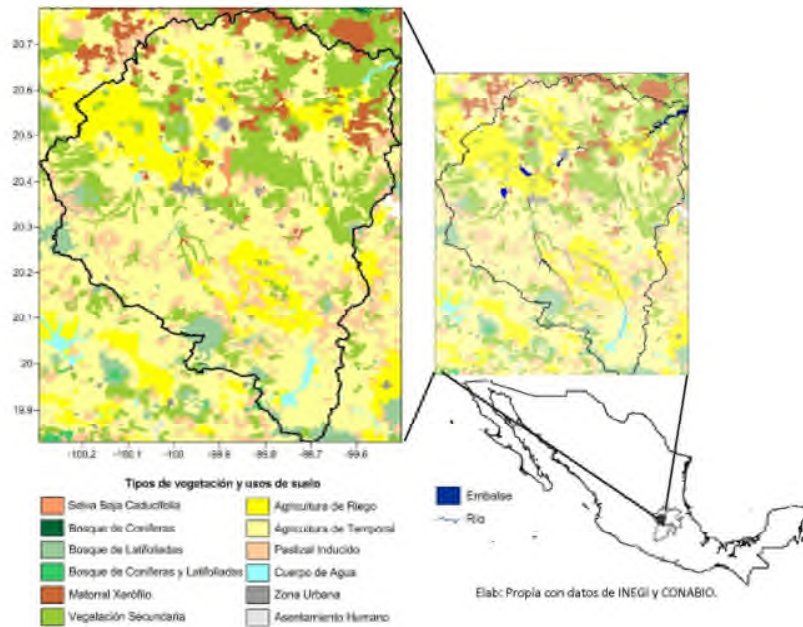 20.7
20.6
20.5
20.4
20.3
20.2
20.1
20
19.9
-100.2
-100.1
-100.0
-99.9
-99.8
-99.7
-99.6
Tipos de vegetación y usos de suelo
Selva Baja Caducifolia
Bosque de Coníferas
Bosque de Latifoliadas
Bosque de Coníferas y Latifoliadas
Matorral Xerófilo
Vegetación Secundaria
Agricultura de Riego
Agricultura de Temporal
Pastizal Inducido
Cuerpo de Agua
Zona Urbana
Asentamiento Humano
Embalse
Río
Elab: Propia con datos de INEGI y CONABIO.